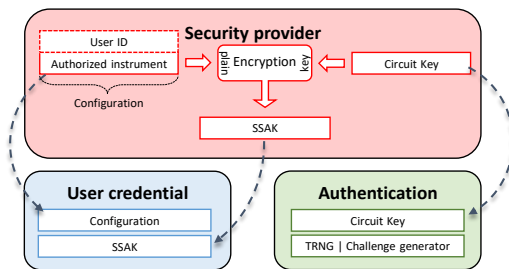 Security provider
User ID
Authorized instrument
Configuration
plain
Encryption
key
Circuit Key
SSAK
User credential
Configuration
SSAK
Authentication
Circuit Key
TRNG | Challenge generator